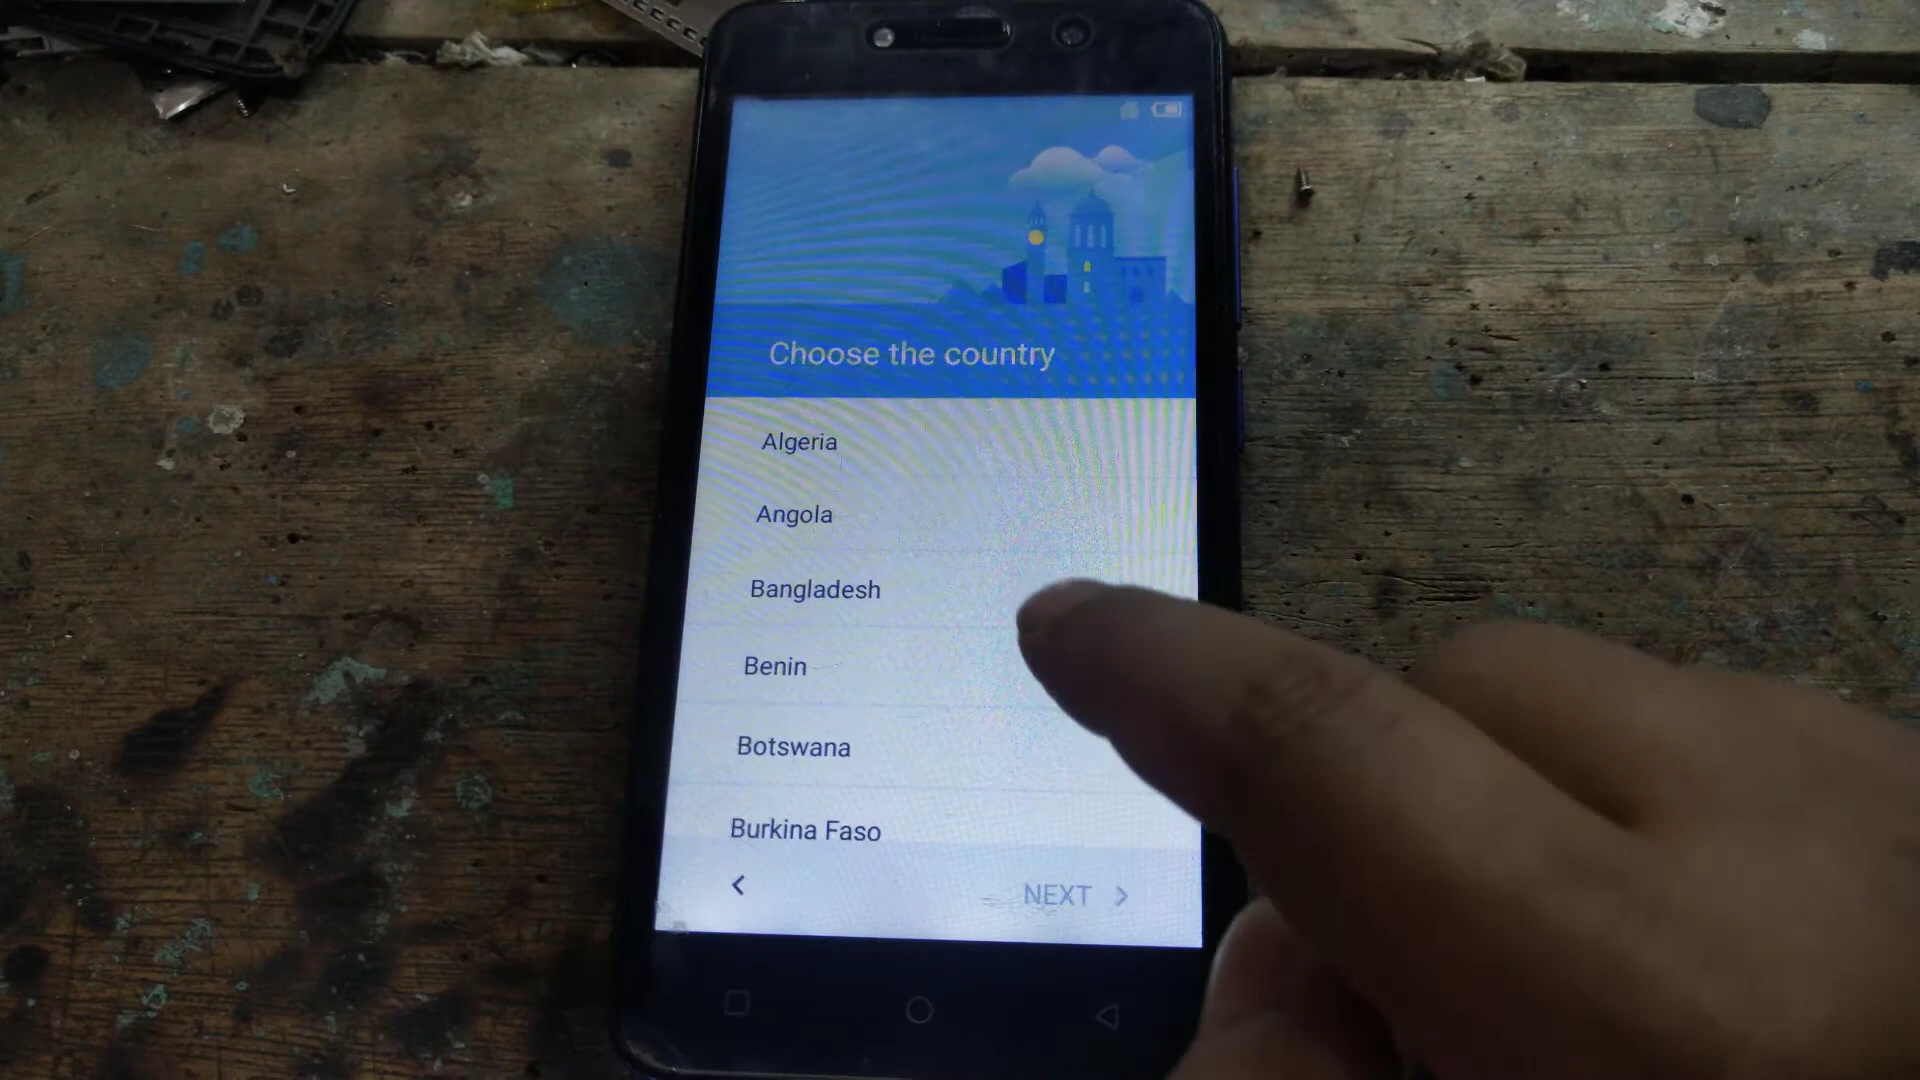 Choose the country
Algeria
Angola
Bangladesh
Benin
Botswana
Burkina Faso
NEXT